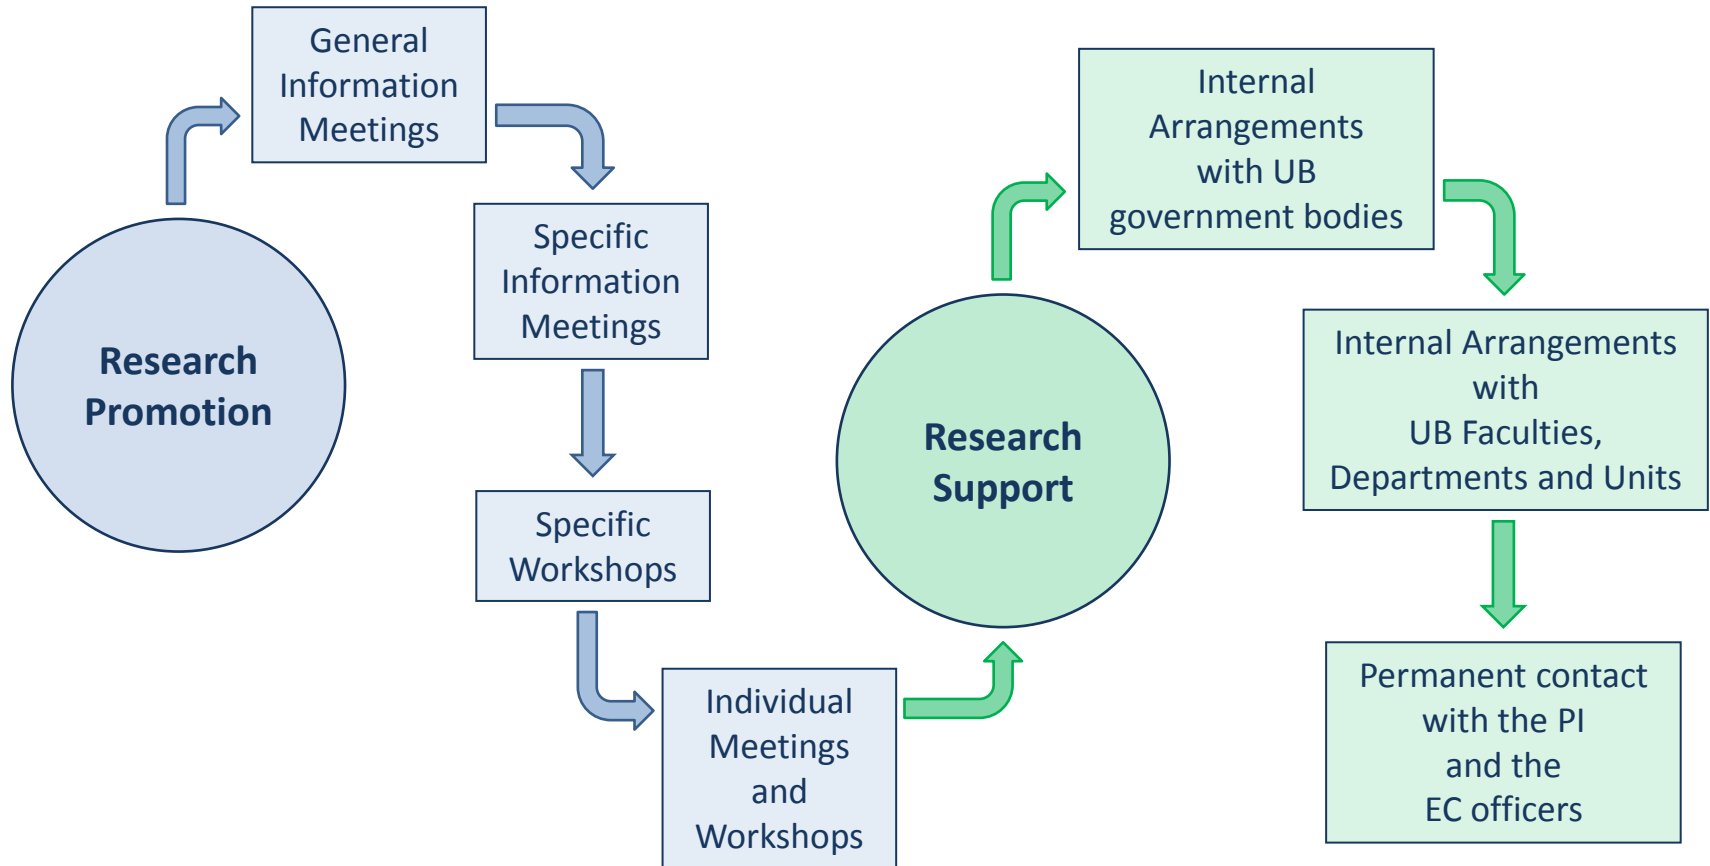 General
Information
Meetings
Specific
Information
Meetings
Research
Promotion
Specific
Workshops
Individual
Meetings
and
Workshops
Research
Support
Internal
Arrangements
with UB
government bodies
Internal Arrangements
with
UB Faculties,
Departments and Units
Permanent contact
with the PI
and the
EC officers